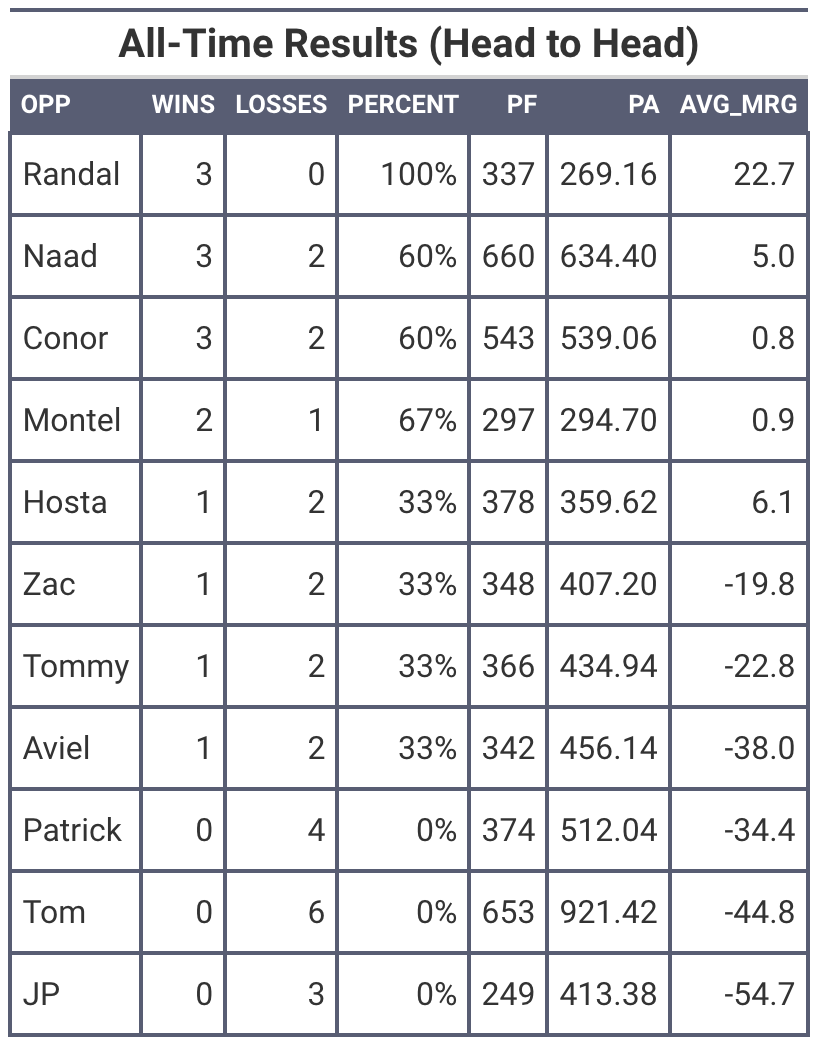 All-Time Results (Head to Head)
OPP WINS LOSSES PERCENT PF PA AVG_MRG
Randal 3 0 100% 337 269.16 22.7
Naad 3 2 60% 660 634.40 5.0
Conor 3 2 60% 543 539.06 0.8
Montel 2 1 67% 297 294.70 0.9
Hosta 1 2 33% 378 359.62 6.1
Zac 1 2 33% 348 407.20 -19.8
Tommy 1 2 33% 366 434.94 -22.8
Aviel 1 2 33% 342 456.14 -38.0
Patrick 0 4 0% 374 512.04 -34.4
Tom 0 6 0% 653 921.42 -44.8
JP 0 3 0% 249 413.38 -54.7